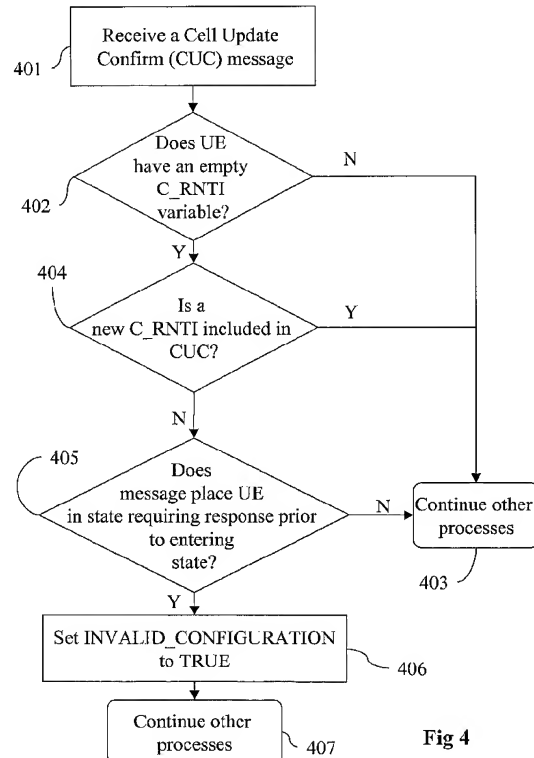 Receive a Cell Update
Confirm (CUC) message
401
Does UE
have an empty
C_RNTI
variable?
N
402
Y
404
Is a
new C_RNTI included in
CUC?
Y
N
405
Does
message place UE
in state requiring response prior
to entering
state?
N
Continue other
processes
403
Y
Set INVALID_CONFIGURATION
to TRUE
406
Continue other
processes
407
Fig 4